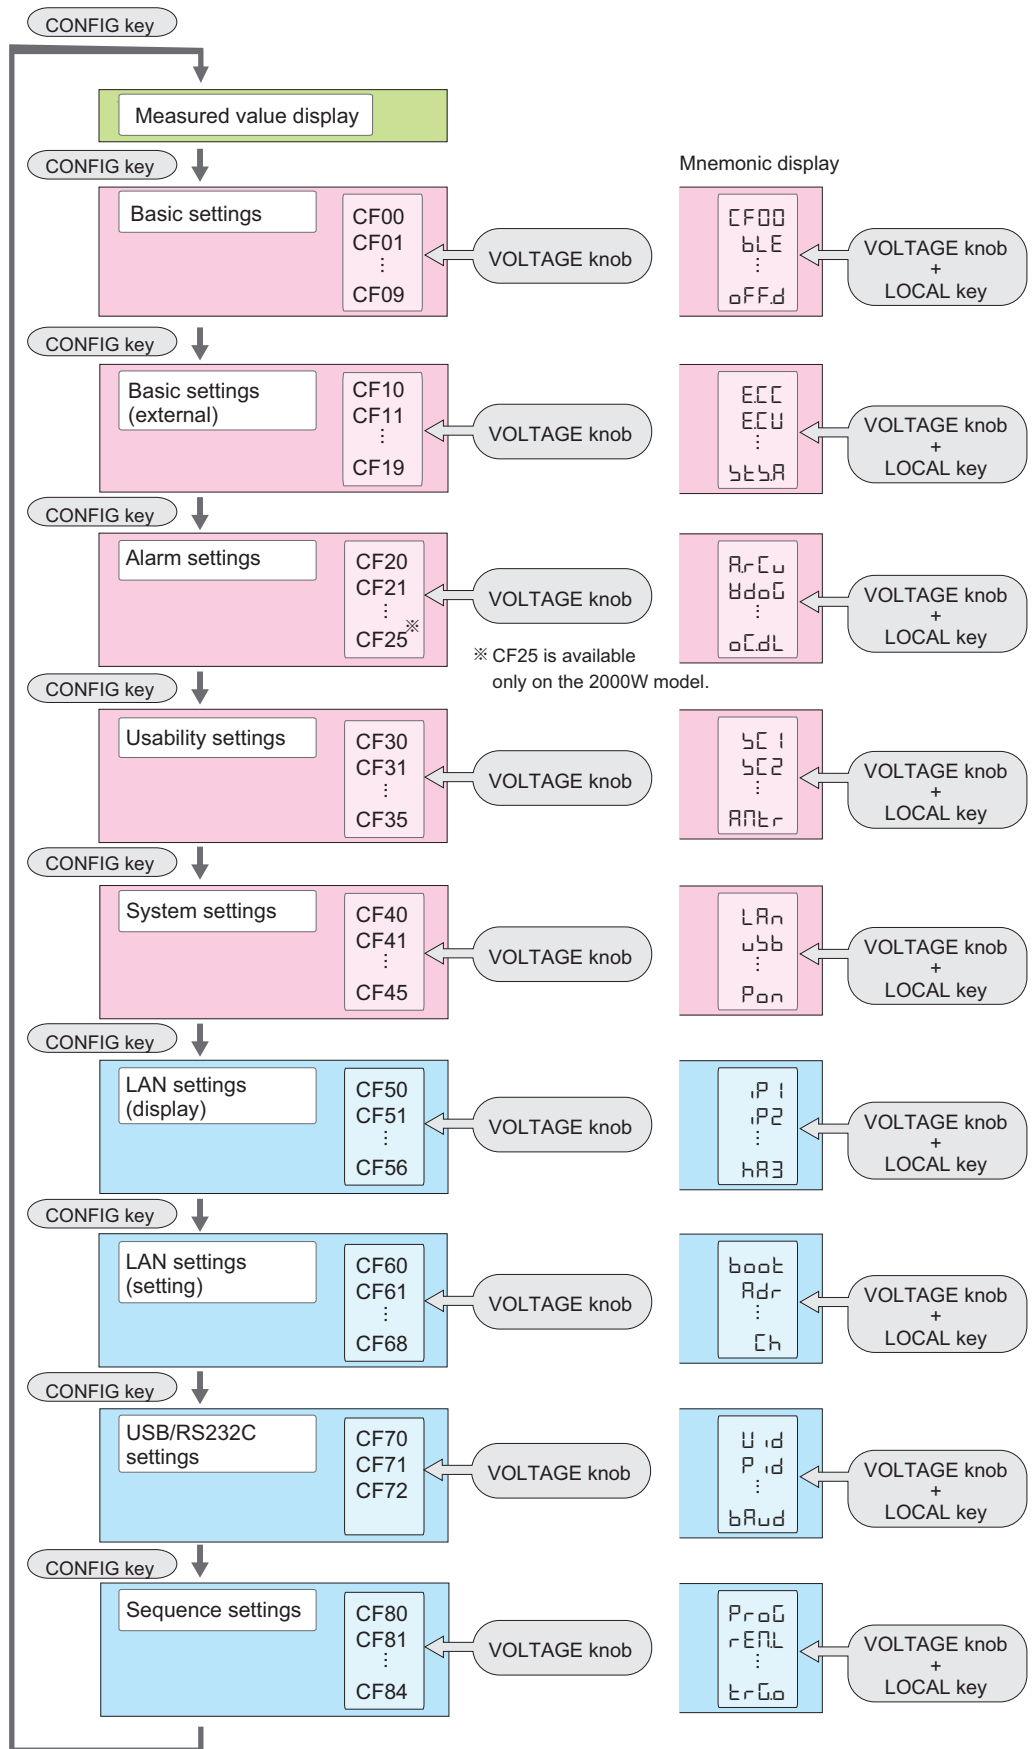 CONFIG key
Measured value display
CONFIG key
Mnemonic display
Basic settings
CF00
CF01
⋮
CF09
VOLTAGE knob
CF00
bLE
⋮
oFF.d
VOLTAGE knob
+
LOCAL key
CONFIG key
Basic settings
(external)
CF10
CF11
⋮
CF19
VOLTAGE knob
E.CC
E.CU
⋮
StS.A
VOLTAGE knob
+
LOCAL key
CONFIG key
Alarm settings
CF20
CF21
⋮
CF25※
VOLTAGE knob
※ CF25 is available
only on the 2000W model.
A.rCu
WdoG
⋮
oC.dL
VOLTAGE knob
+
LOCAL key
CONFIG key
Usability settings
CF30
CF31
⋮
CF35
VOLTAGE knob
SC1
SC2
⋮
AMtr
VOLTAGE knob
+
LOCAL key
CONFIG key
System settings
CF40
CF41
⋮
CF45
VOLTAGE knob
LAn
uSb
⋮
Pon
VOLTAGE knob
+
LOCAL key
CONFIG key
LAN settings
(display)
CF50
CF51
⋮
CF56
VOLTAGE knob
iP1
iP2
⋮
hA3
VOLTAGE knob
+
LOCAL key
CONFIG key
LAN settings
(setting)
CF60
CF61
⋮
CF68
VOLTAGE knob
boot
Adr
⋮
Ch
VOLTAGE knob
+
LOCAL key
CONFIG key
USB/RS232C
settings
CF70
CF71
CF72
VOLTAGE knob
Uid
Pid
⋮
bAud
VOLTAGE knob
+
LOCAL key
CONFIG key
Sequence settings
CF80
CF81
⋮
CF84
VOLTAGE knob
ProG
rEM.L
⋮
trG.o
VOLTAGE knob
+
LOCAL key